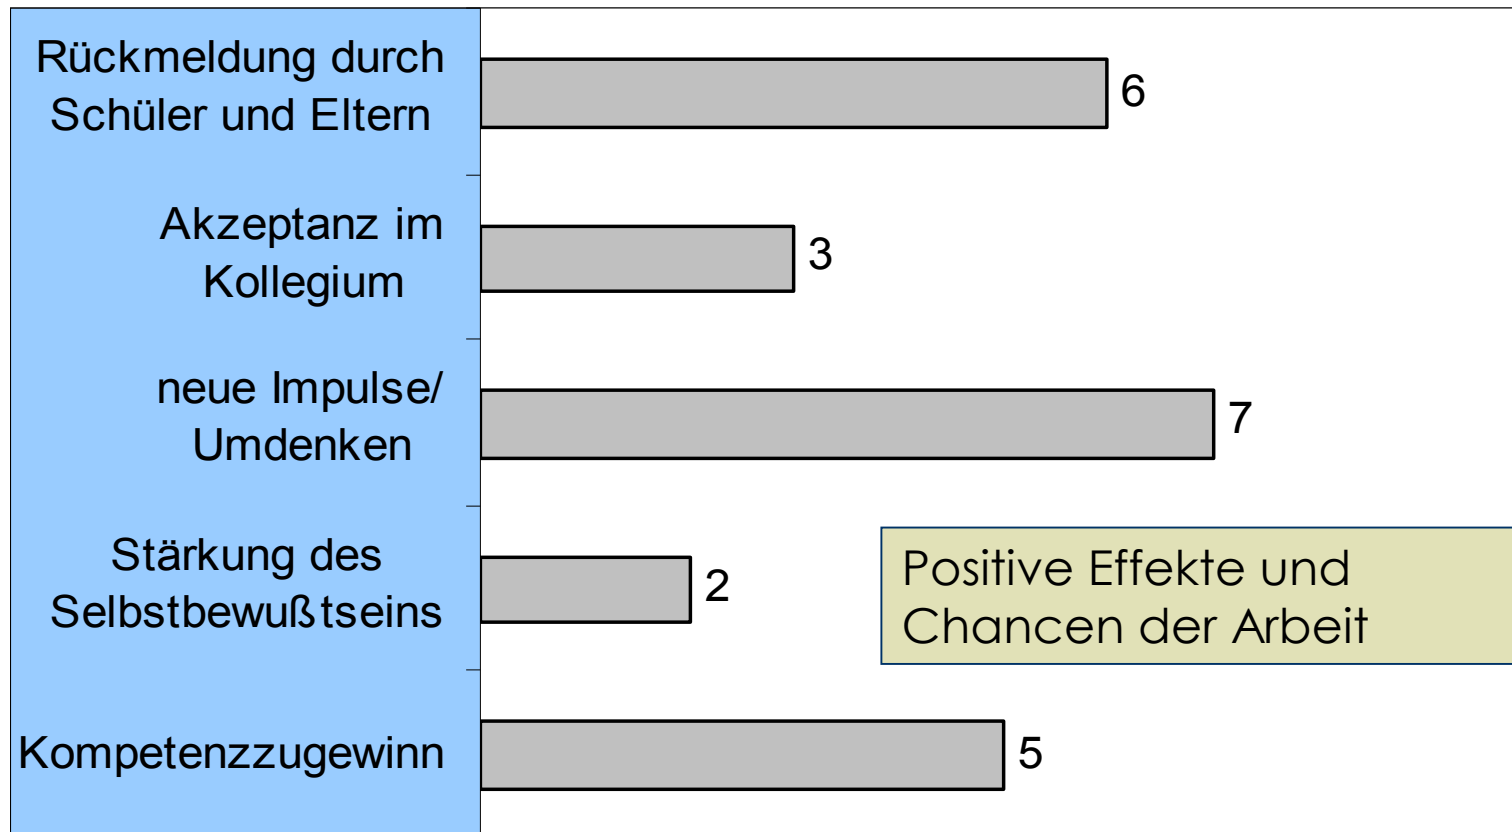 Rückmeldung durch
Schüler und Eltern
6
Akzeptanz im
Kollegium
3
neue Impulse/
Umdenken
7
Stärkung des
Selbstbewußtseins
2
Positive Effekte und
Chancen der Arbeit
Kompetenzzugewinn
5